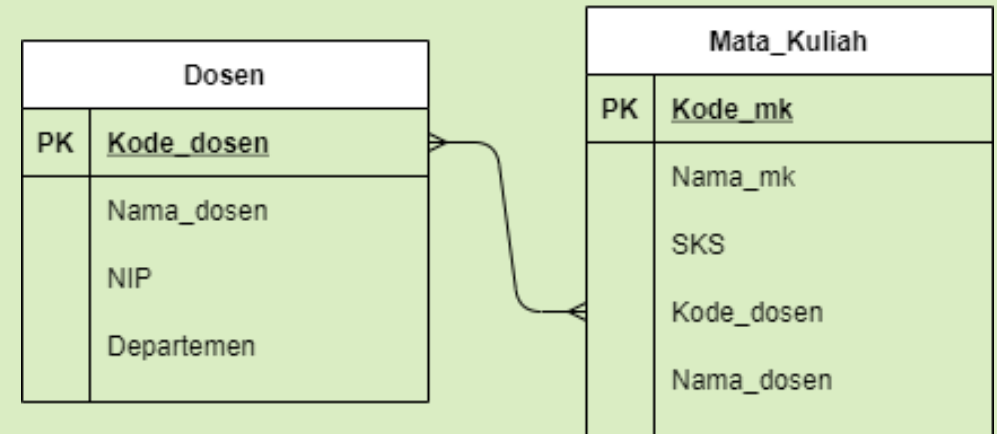 Dosen
PK Kode_dosen
Nama_dosen
NIP
Departemen
Mata_Kuliah
PK Kode_mk
Nama_mk
SKS
Kode_dosen
Nama_dosen